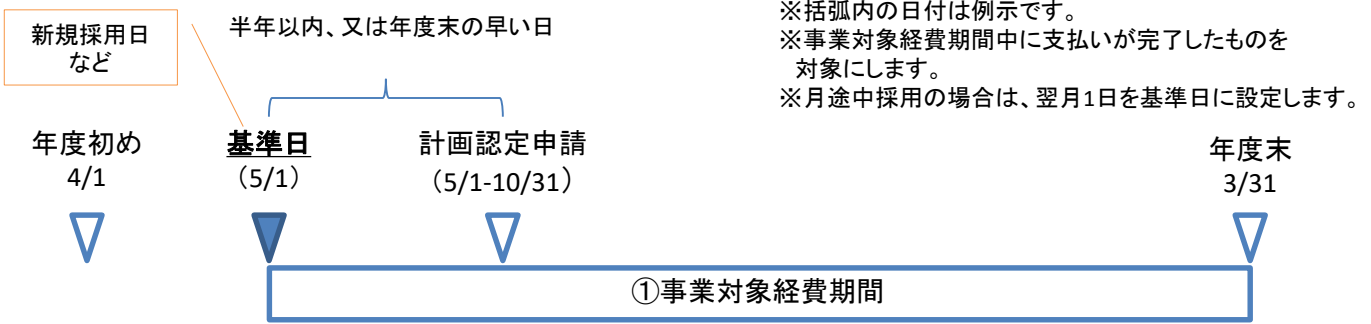 新規採用日
など
半年以内、又は年度末の早い日
※括弧内の日付は例示です。
※事業対象経費期間中に支払いが完了したものを
対象にします。
※月途中採用の場合は、翌月1日を基準日に設定します。
年度初め
4/1
基準日
（5/1）
計画認定申請
（5/1-10/31）
年度末
3/31
①事業対象経費期間